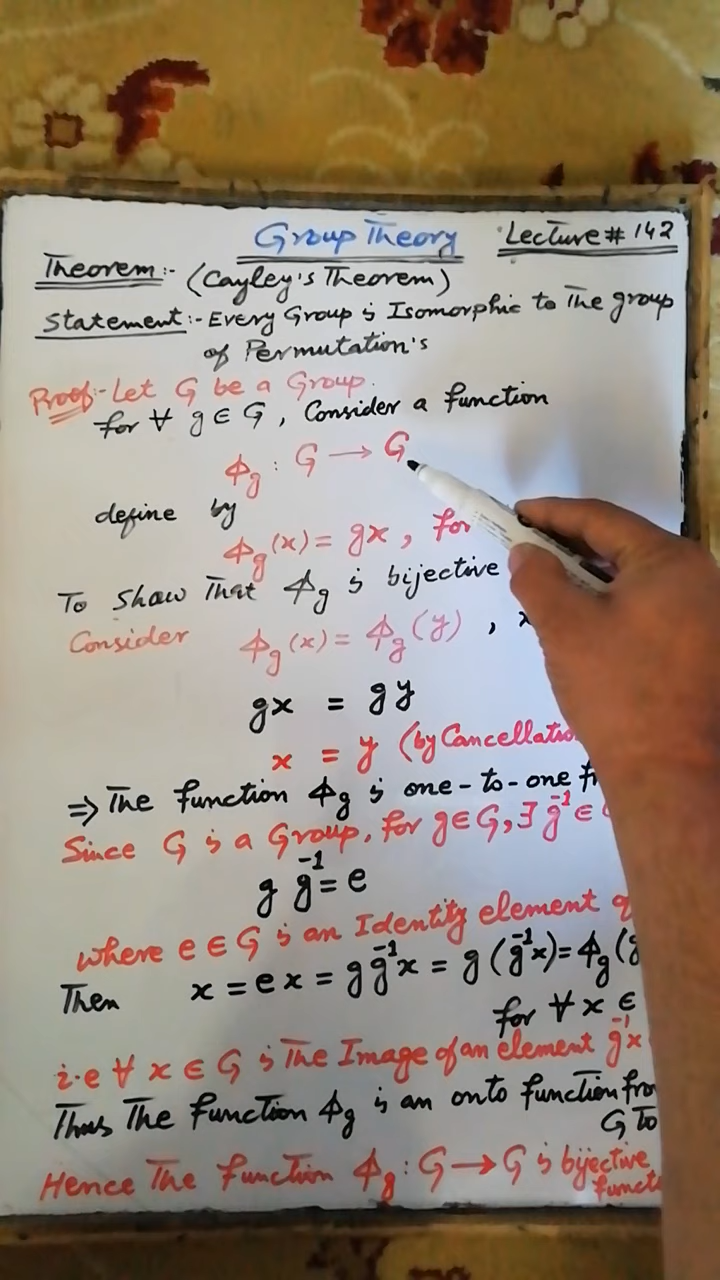 Group Theory Lecture # 142
Theorem:- (Cayley's Theorem)
Statement:- Every Group is Isomorphic to The group
of Permutation's
Proof:- Let G be a Group.
for ∀ g ∈ G, Consider a function
ϕg : G → G
define by
ϕg(x) = gx, for
To Show That ϕg is bijective
Consider ϕg(x) = ϕg(y),
gx = gy
x = y (by Cancellatio
⇒ The function ϕg is one-to-one
Since G is a Group, for g ∈ G, ∃ g⁻¹ ∈
g g⁻¹ = e
where e ∈ G is an Identity element
Then x = ex = gg⁻¹x = g(g⁻¹x) = ϕg(
for ∀ x ∈
i.e ∀ x ∈ G is The Image of an element g⁻¹x
Thus The function ϕg is an onto function fro
G To
Hence The function ϕg : G → G is bijective
functi